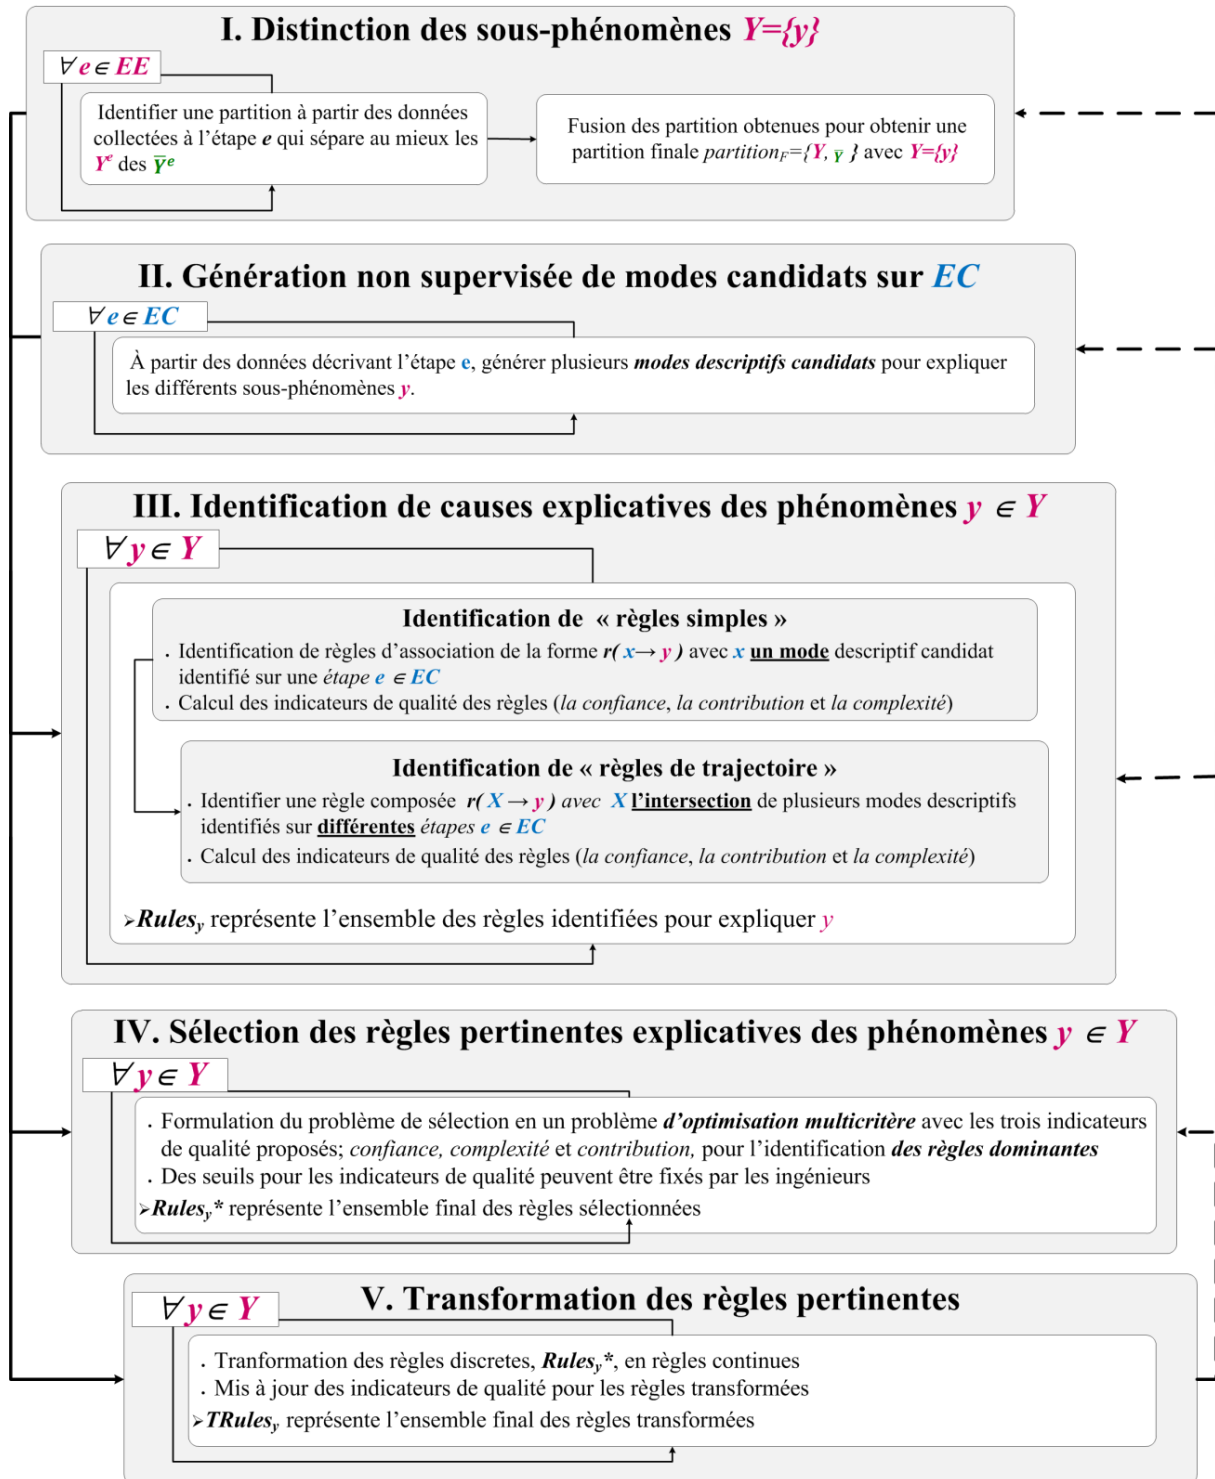 I. Distinction des sous-phénomènes Y={y}
∀ e ∈ EE
Identifier une partition à partir des données
collectées à l'étape e qui sépare au mieux les
Yᵉ des Ȳᵉ
Fusion des partition obtenues pour obtenir une
partition finale partition_F={Y, Ȳ } avec Y={y}
II. Génération non supervisée de modes candidats sur EC
∀ e ∈ EC
À partir des données décrivant l'étape e, générer plusieurs modes descriptifs candidats pour expliquer
les différents sous-phénomènes y.
III. Identification de causes explicatives des phénomènes y ∈ Y
∀ y ∈ Y
Identification de « règles simples »
. Identification de règles d'association de la forme r( x→ y ) avec x un mode descriptif candidat
identifié sur une étape e ∈ EC
. Calcul des indicateurs de qualité des règles (la confiance, la contribution et la complexité)
Identification de « règles de trajectoire »
. Identifier une règle composée r( X → y ) avec X l'intersection de plusieurs modes descriptifs
identifiés sur différentes étapes e ∈ EC
. Calcul des indicateurs de qualité des règles (la confiance, la contribution et la complexité)
➢Rules_y représente l'ensemble des règles identifiées pour expliquer y
IV. Sélection des règles pertinentes explicatives des phénomènes y ∈ Y
∀ y ∈ Y
. Formulation du problème de sélection en un problème d'optimisation multicritère avec les trois indicateurs
de qualité proposés; confiance, complexité et contribution, pour l'identification des règles dominantes
. Des seuils pour les indicateurs de qualité peuvent être fixés par les ingénieurs
➢Rules_y* représente l'ensemble final des règles sélectionnées
V. Transformation des règles pertinentes
∀ y ∈ Y
. Tranformation des règles discretes, Rules_y*, en règles continues
. Mis à jour des indicateurs de qualité pour les règles transformées
➢TRules_y représente l'ensemble final des règles transformées